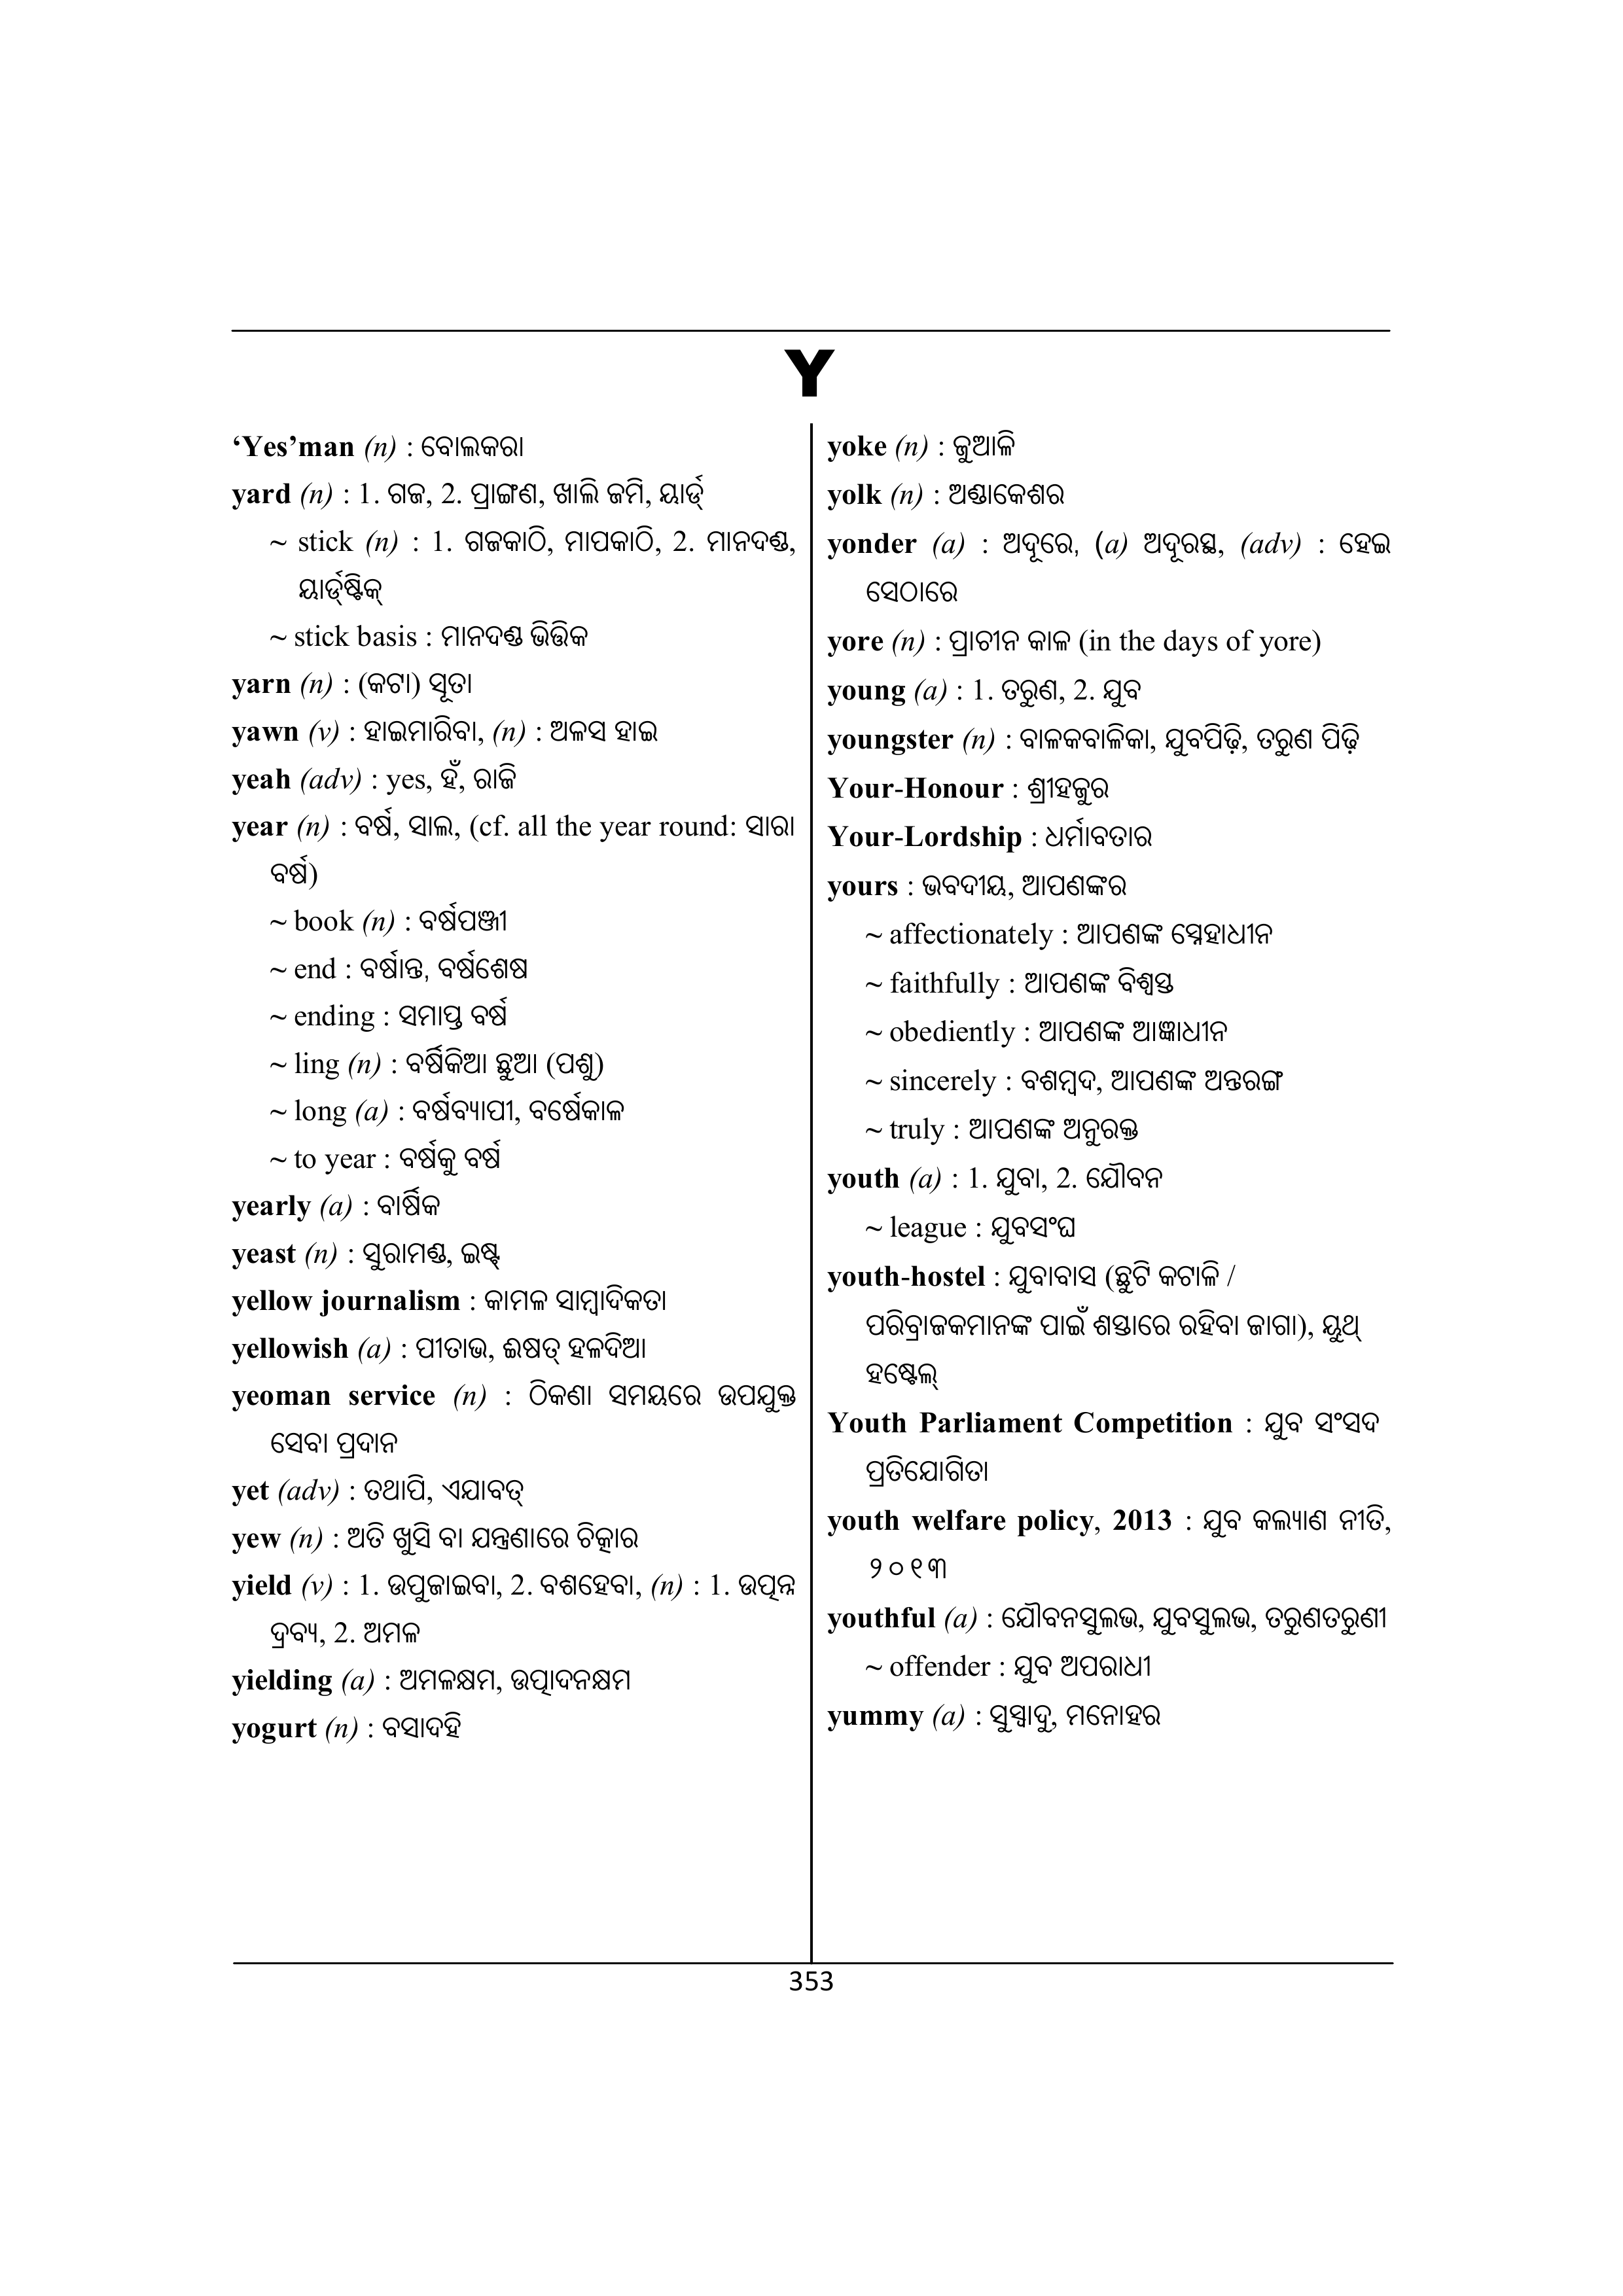 Y
‘Yes’man (n) : ବୋଲକରା
yard (n) : 1. ଗଜ, 2. ପ୍ରାଙ୍ଗଣ, ଖାଲି ଜମି, ୟାର୍ଡ୍
~ stick (n) : 1. ଗଜକାଠି, ମାପକାଠି, 2. ମାନଦଣ୍ଡ,
ୟାର୍ଡ୍‌ଷ୍ଟିକ୍
~ stick basis : ମାନଦଣ୍ଡ ଭିତ୍ତିକ
yarn (n) : (କଟା) ସୂତା
yawn (v) : ହାଇମାରିବା, (n) : ଅଳସ ହାଇ
yeah (adv) : yes, ହଁ, ରାଜି
year (n) : ବର୍ଷ, ସାଲ, (cf. all the year round: ସାରା
ବର୍ଷ)
~ book (n) : ବର୍ଷପଞ୍ଜୀ
~ end : ବର୍ଷାନ୍ତ, ବର୍ଷଶେଷ
~ ending : ସମାପ୍ତ ବର୍ଷ
~ ling (n) : ବର୍ଷିକିଆ ଛୁଆ (ପଶୁ)
~ long (a) : ବର୍ଷବ୍ୟାପୀ, ବର୍ଷେକାଳ
~ to year : ବର୍ଷକୁ ବର୍ଷ
yearly (a) : ବାର୍ଷିକ
yeast (n) : ସୁରାମଣ୍ଡ, ଇଷ୍ଟ୍
yellow journalism : କାମଳ ସାମ୍ବାଦିକତା
yellowish (a) : ପୀତାଭ, ଈଷତ୍ ହଳଦିଆ
yeoman service (n) : ଠିକଣା ସମୟରେ ଉପଯୁକ୍ତ
ସେବା ପ୍ରଦାନ
yet (adv) : ତଥାପି, ଏଯାବତ୍
yew (n) : ଅତି ଖୁସି ବା ଯନ୍ତ୍ରଣାରେ ଚିତ୍କାର
yield (v) : 1. ଉପୁଜାଇବା, 2. ବଶହେବା, (n) : 1. ଉତ୍ପନ୍ନ
ଦ୍ରବ୍ୟ, 2. ଅମଳ
yielding (a) : ଅମଳକ୍ଷମ, ଉତ୍ପାଦନକ୍ଷମ
yogurt (n) : ବସାଦହି
yoke (n) : ଜୁଆଳି
yolk (n) : ଅଣ୍ଡାକେଶର
yonder (a) : ଅଦୂରେ, (a) ଅଦୂରସ୍ଥ, (adv) : ହେଇ
ସେଠାରେ
yore (n) : ପ୍ରାଚୀନ କାଳ (in the days of yore)
young (a) : 1. ତରୁଣ, 2. ଯୁବ
youngster (n) : ବାଳକବାଳିକା, ଯୁବପିଢ଼ି, ତରୁଣ ପିଢ଼ି
Your-Honour : ଶ୍ରୀହଜୁର
Your-Lordship : ଧର୍ମାବତାର
yours : ଭବଦୀୟ, ଆପଣଙ୍କର
~ affectionately : ଆପଣଙ୍କ ସ୍ନେହାଧୀନ
~ faithfully : ଆପଣଙ୍କ ବିଶ୍ୱସ୍ତ
~ obediently : ଆପଣଙ୍କ ଆଜ୍ଞାଧୀନ
~ sincerely : ବଶମ୍ବଦ, ଆପଣଙ୍କ ଅନ୍ତରଙ୍ଗ
~ truly : ଆପଣଙ୍କ ଅନୁରକ୍ତ
youth (a) : 1. ଯୁବା, 2. ଯୌବନ
~ league : ଯୁବସଂଘ
youth-hostel : ଯୁବାବାସ (ଛୁଟି କଟାଳି /
ପରିବ୍ରାଜକମାନଙ୍କ ପାଇଁ ଶସ୍ତାରେ ରହିବା ଜାଗା), ୟୁଥ୍
ହଷ୍ଟେଲ୍
Youth Parliament Competition : ଯୁବ ସଂସଦ
ପ୍ରତିଯୋଗିତା
youth welfare policy, 2013 : ଯୁବ କଲ୍ୟାଣ ନୀତି,
୨୦୧୩
youthful (a) : ଯୌବନସୁଲଭ, ଯୁବସୁଲଭ, ତରୁଣତରୁଣୀ
~ offender : ଯୁବ ଅପରାଧୀ
yummy (a) : ସୁସ୍ୱାଦୁ, ମନୋହର
353